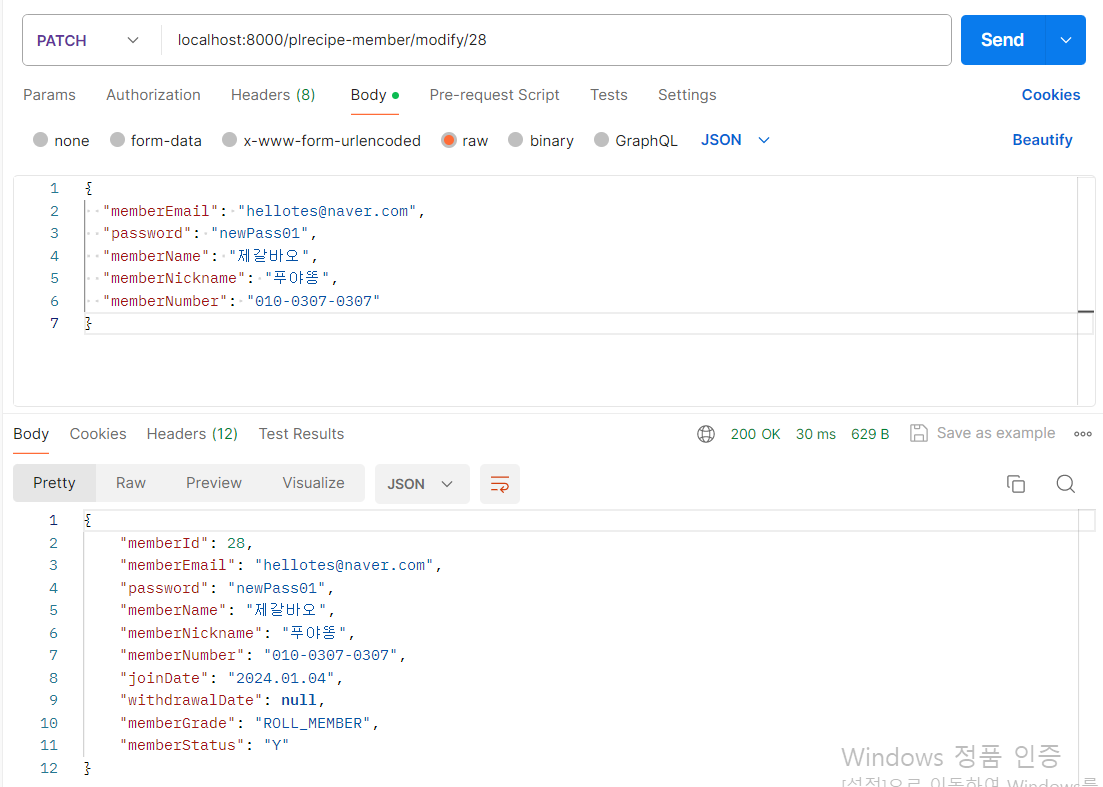 PATCH localhost:8000/plrecipe-member/modify/28 Send
Params Authorization Headers (8) Body Pre-request Script Tests Settings Cookies
none form-data x-www-form-urlencoded raw binary GraphQL JSON Beautify
1 {
2 "memberEmail": "hellotes@naver.com",
3 "password": "newPass01",
4 "memberName": "제갈바오",
5 "memberNickname": "푸야똥",
6 "memberNumber": "010-0307-0307"
7 }
Body Cookies Headers (12) Test Results 200 OK 30 ms 629 B Save as example
Pretty Raw Preview Visualize JSON
1 {
2 "memberId": 28,
3 "memberEmail": "hellotes@naver.com",
4 "password": "newPass01",
5 "memberName": "제갈바오",
6 "memberNickname": "푸야똥",
7 "memberNumber": "010-0307-0307",
8 "joinDate": "2024.01.04",
9 "withdrawalDate": null,
10 "memberGrade": "ROLL_MEMBER",
11 "memberStatus": "Y"
12 }
Windows 정품 인증
[설정]으로 이동하여 Windows를